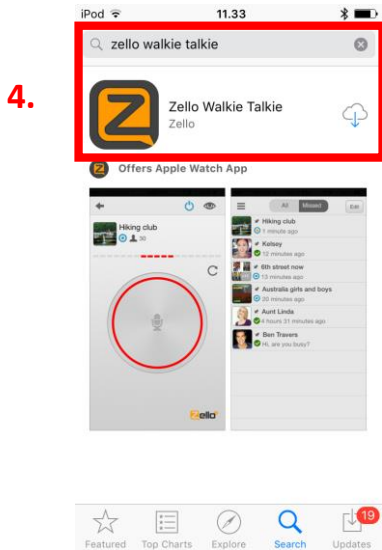 iPod 11.33
4.
zello walkie talkie
Zello Walkie Talkie
Zello
Offers Apple Watch App
Hiking club
30
All Missed Edit
Hiking club
1 minute ago
Kelsey
12 minutes ago
6th street now
13 minutes ago
Australia girls and boys
20 minutes ago
Aunt Linda
4 hours 31 minutes ago
Ben Travers
Hi, are you busy?
Zello
Featured Top Charts Explore Search Updates
19